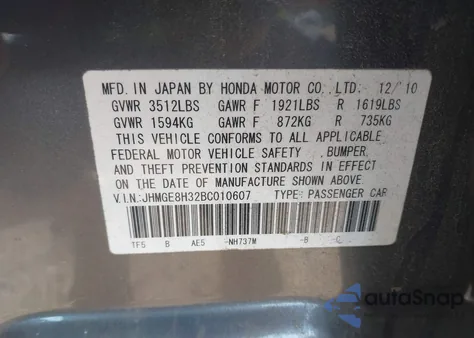 MFD. IN JAPAN BY HONDA MOTOR CO. LTD. 12/10
GVWR 3512LBS GAWR F 1921LBS R 1619LBS
GVWR 1594KG GAWR F 872KG R 735KG
THIS VEHICLE CONFORMS TO ALL APPLICABLE
FEDERAL MOTOR VEHICLE SAFETY , BUMPER,
AND THEFT PREVENTION STANDARDS IN EFFECT
ON THE DATE OF MANUFACTURE SHOWN ABOVE.
V.I.N:JHMGE8H32BC010607 TYPE: PASSENGER CAR
TF5 B AE5 -NH737M -B -C
autoSnap